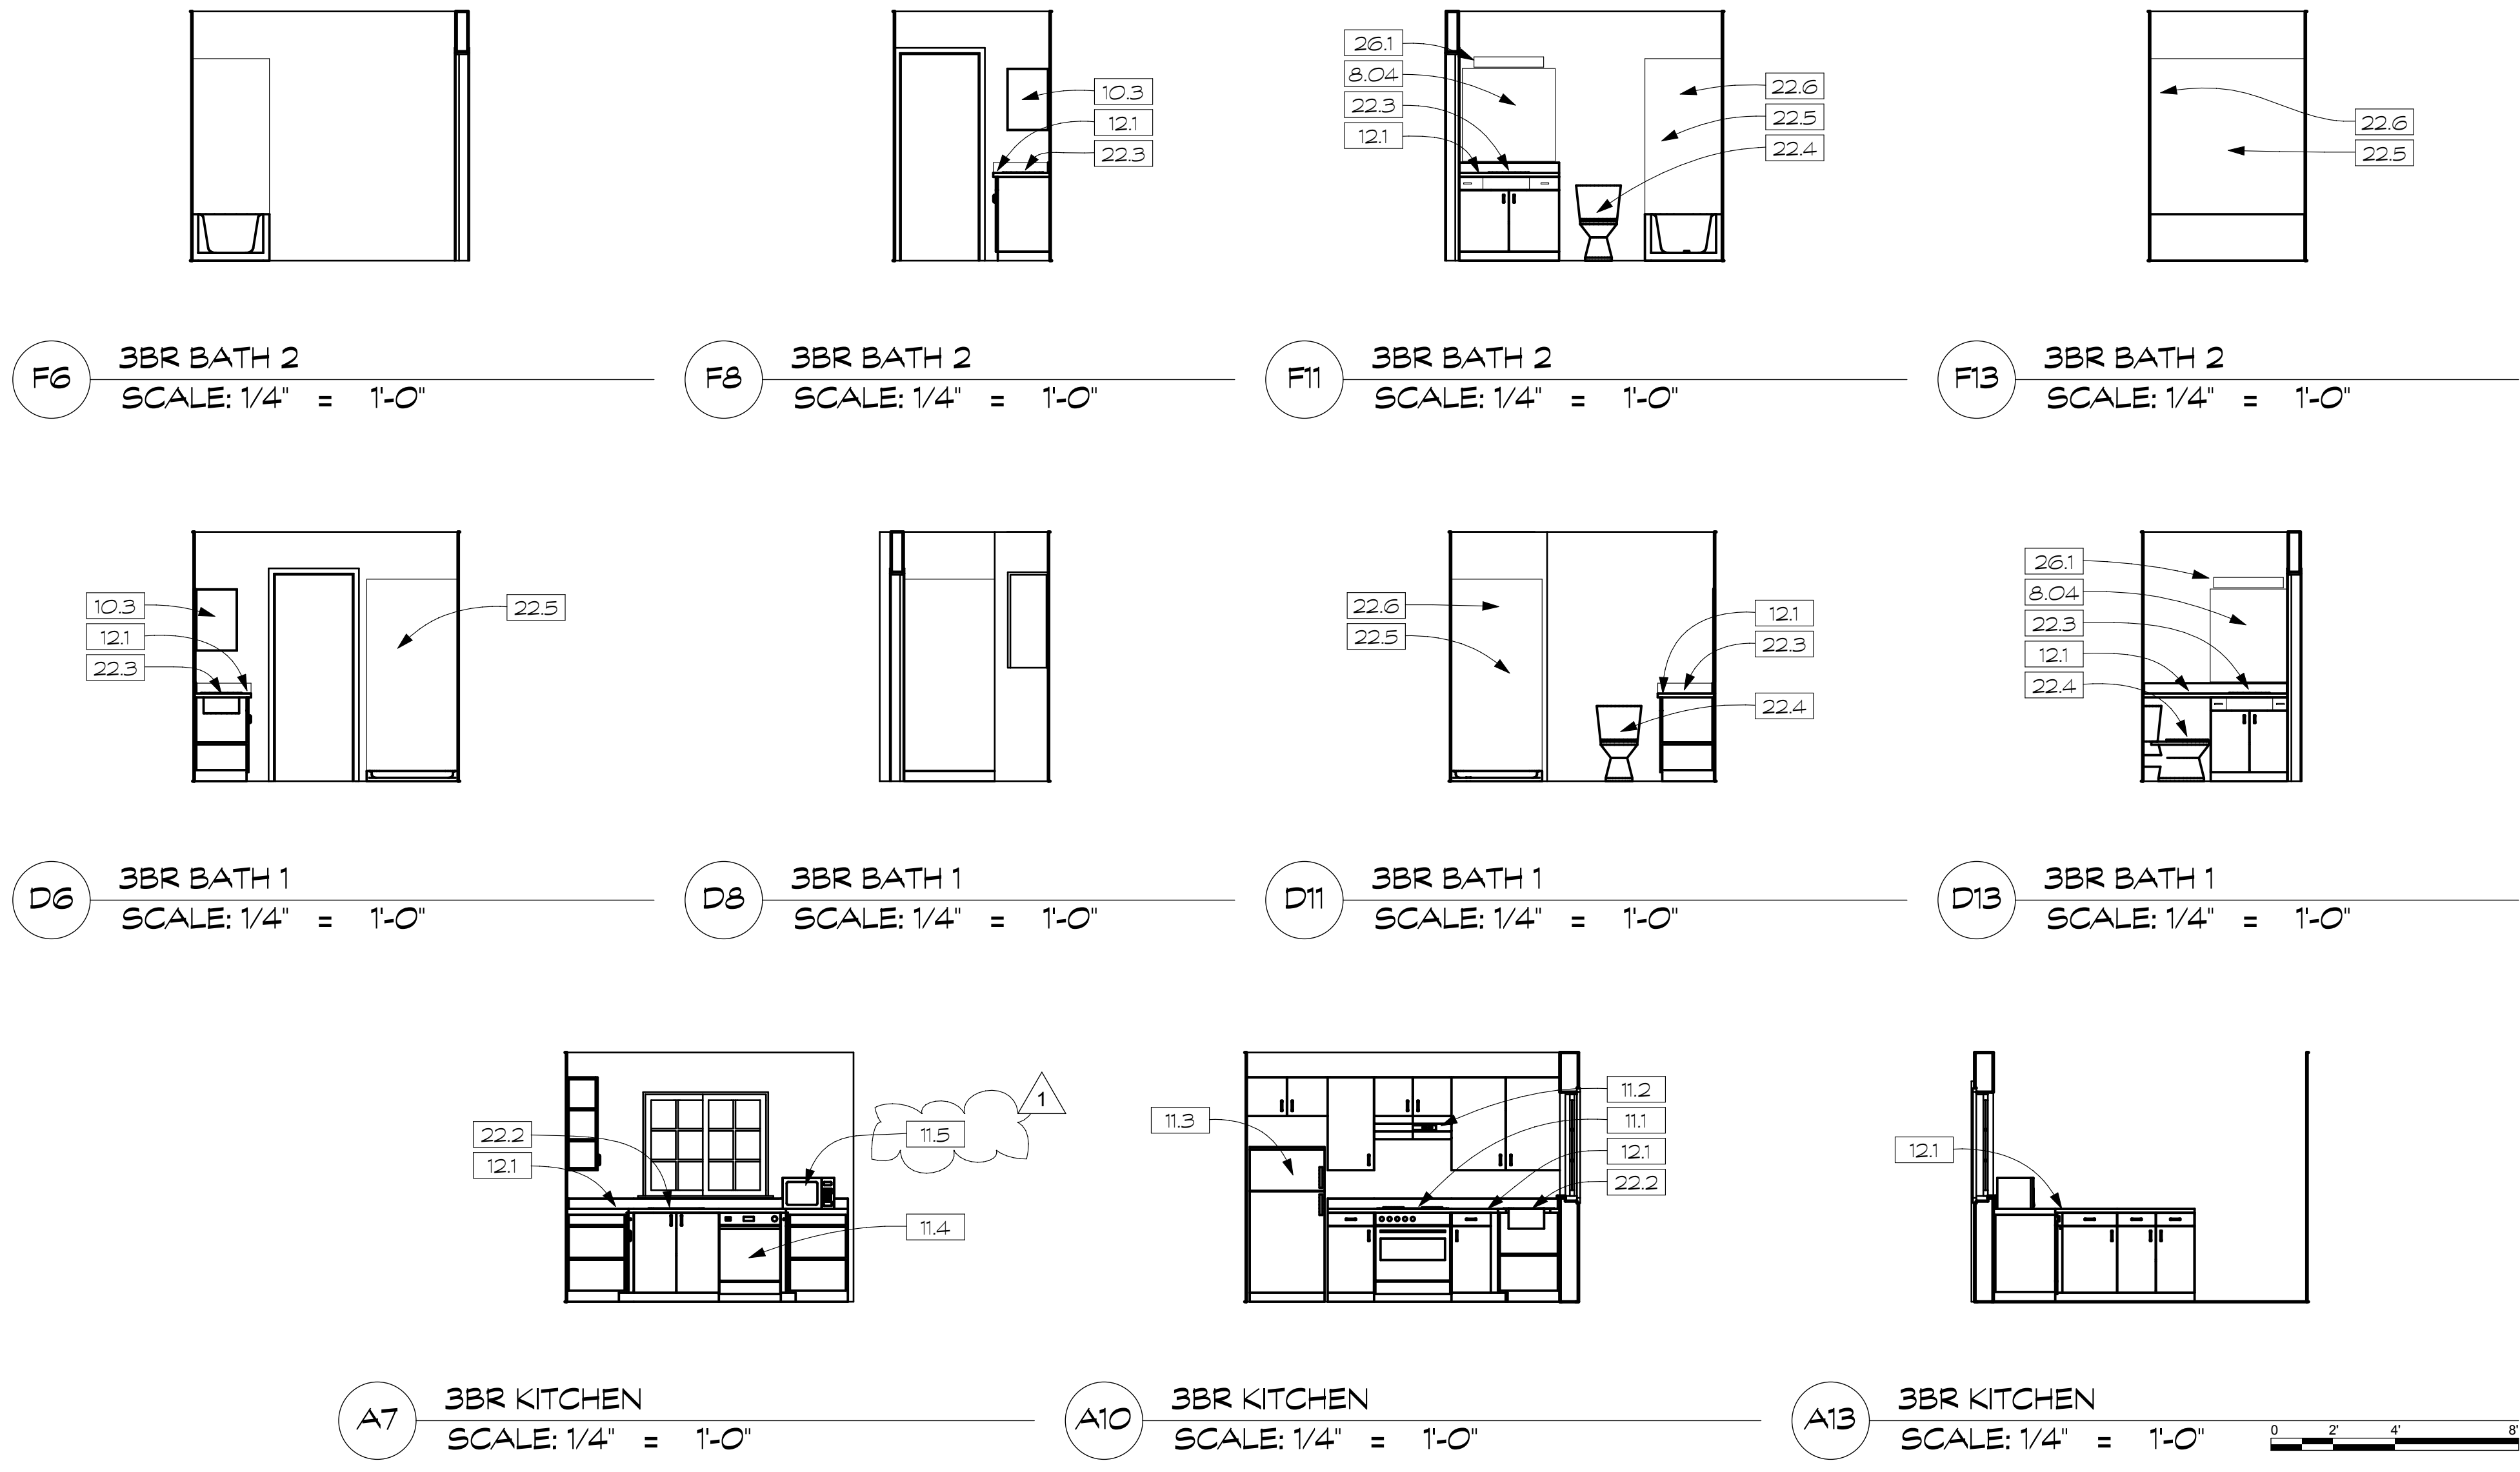 26.1
8.04
22.3
12.1
10.3
12.1
22.3
22.6
22.5
22.4
22.6
22.5
F6 3BR BATH 2
SCALE: 1/4" = 1'-0"
F8 3BR BATH 2
SCALE: 1/4" = 1'-0"
F11 3BR BATH 2
SCALE: 1/4" = 1'-0"
F13 3BR BATH 2
SCALE: 1/4" = 1'-0"
10.3
12.1
22.3
22.5
22.6
22.5
12.1
22.3
22.4
26.1
8.04
22.3
12.1
22.4
D6 3BR BATH 1
SCALE: 1/4" = 1'-0"
D8 3BR BATH 1
SCALE: 1/4" = 1'-0"
D11 3BR BATH 1
SCALE: 1/4" = 1'-0"
D13 3BR BATH 1
SCALE: 1/4" = 1'-0"
22.2
12.1
1
11.5
11.4
11.3
11.2
11.1
12.1
22.2
12.1
A7 3BR KITCHEN
SCALE: 1/4" = 1'-0"
A10 3BR KITCHEN
SCALE: 1/4" = 1'-0"
A13 3BR KITCHEN
SCALE: 1/4" = 1'-0"
0 2' 4' 8'